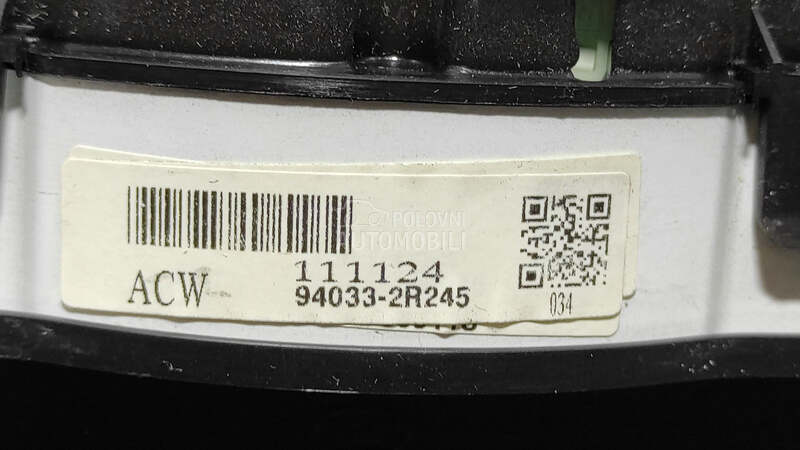 POLOVNI
AUTOMOBILI
111124
ACW
94033-2R245
034